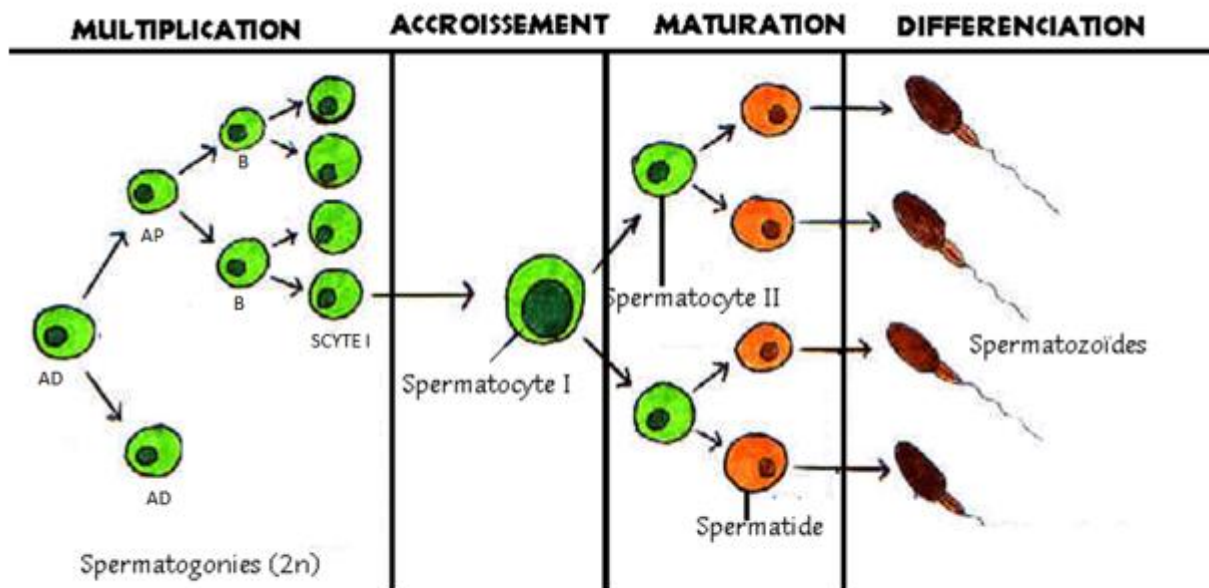 MULTIPLICATION
ACCROISSEMENT
MATURATION
DIFFERENCIATION
B
AP
B
SCYTE I
AD
AD
Spermatogonies (2n)
Spermatocyte I
Spermatocyte II
Spermatide
Spermatozoïdes